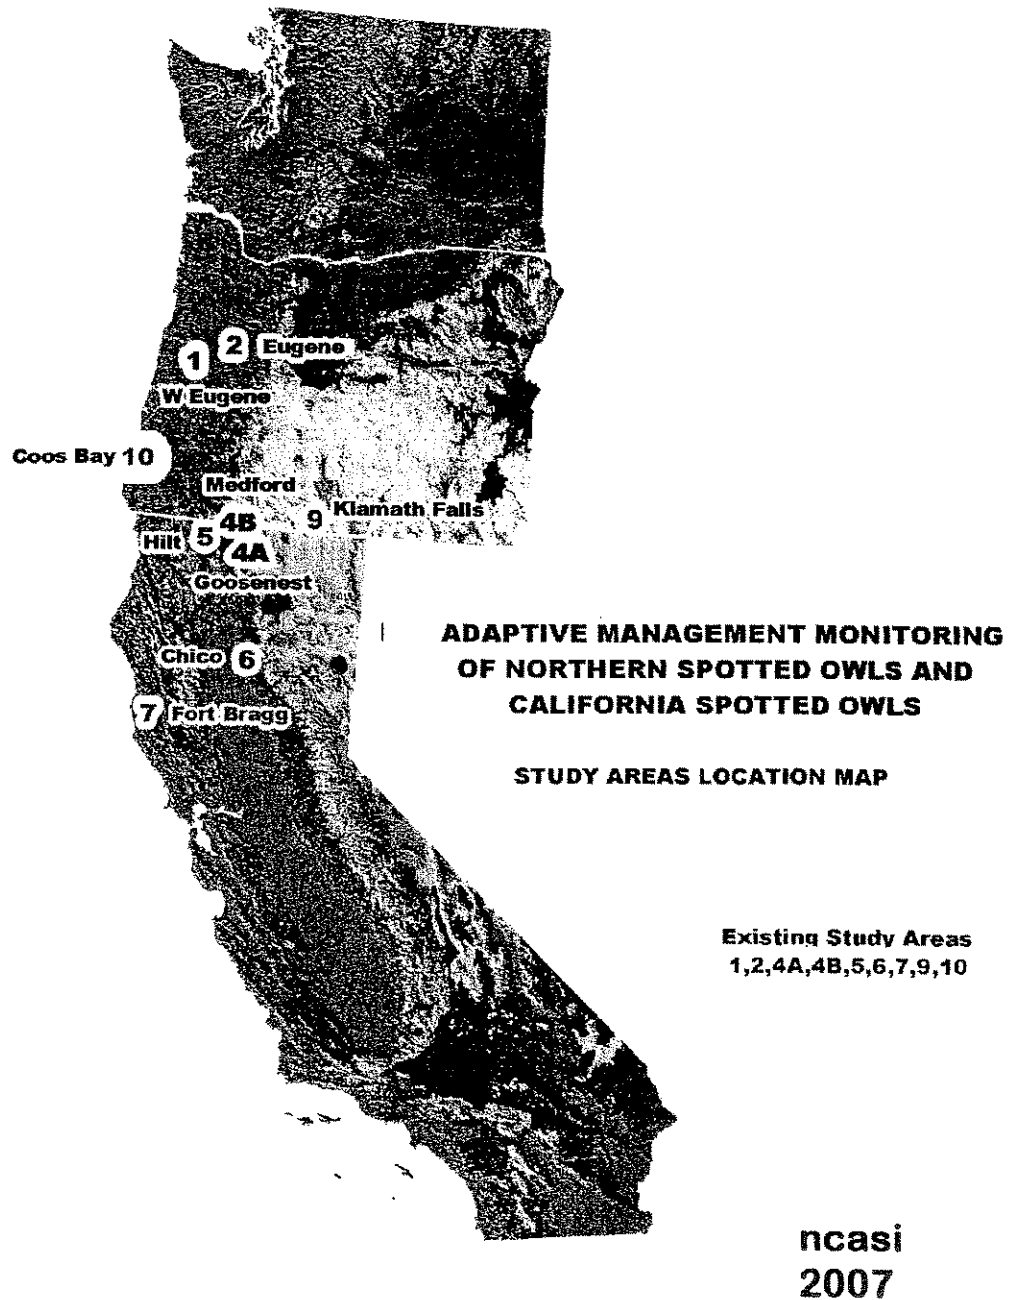 1
2 Eugene
W Eugene
Coos Bay 10
Medford
4B
9 Klamath Falls
Hilt 5
4A
Goosenest
Chico 6
7 Fort Bragg
ADAPTIVE MANAGEMENT MONITORING
OF NORTHERN SPOTTED OWLS AND
CALIFORNIA SPOTTED OWLS
STUDY AREAS LOCATION MAP
Existing Study Areas
1,2,4A,4B,5,6,7,9,10
ncasi
2007